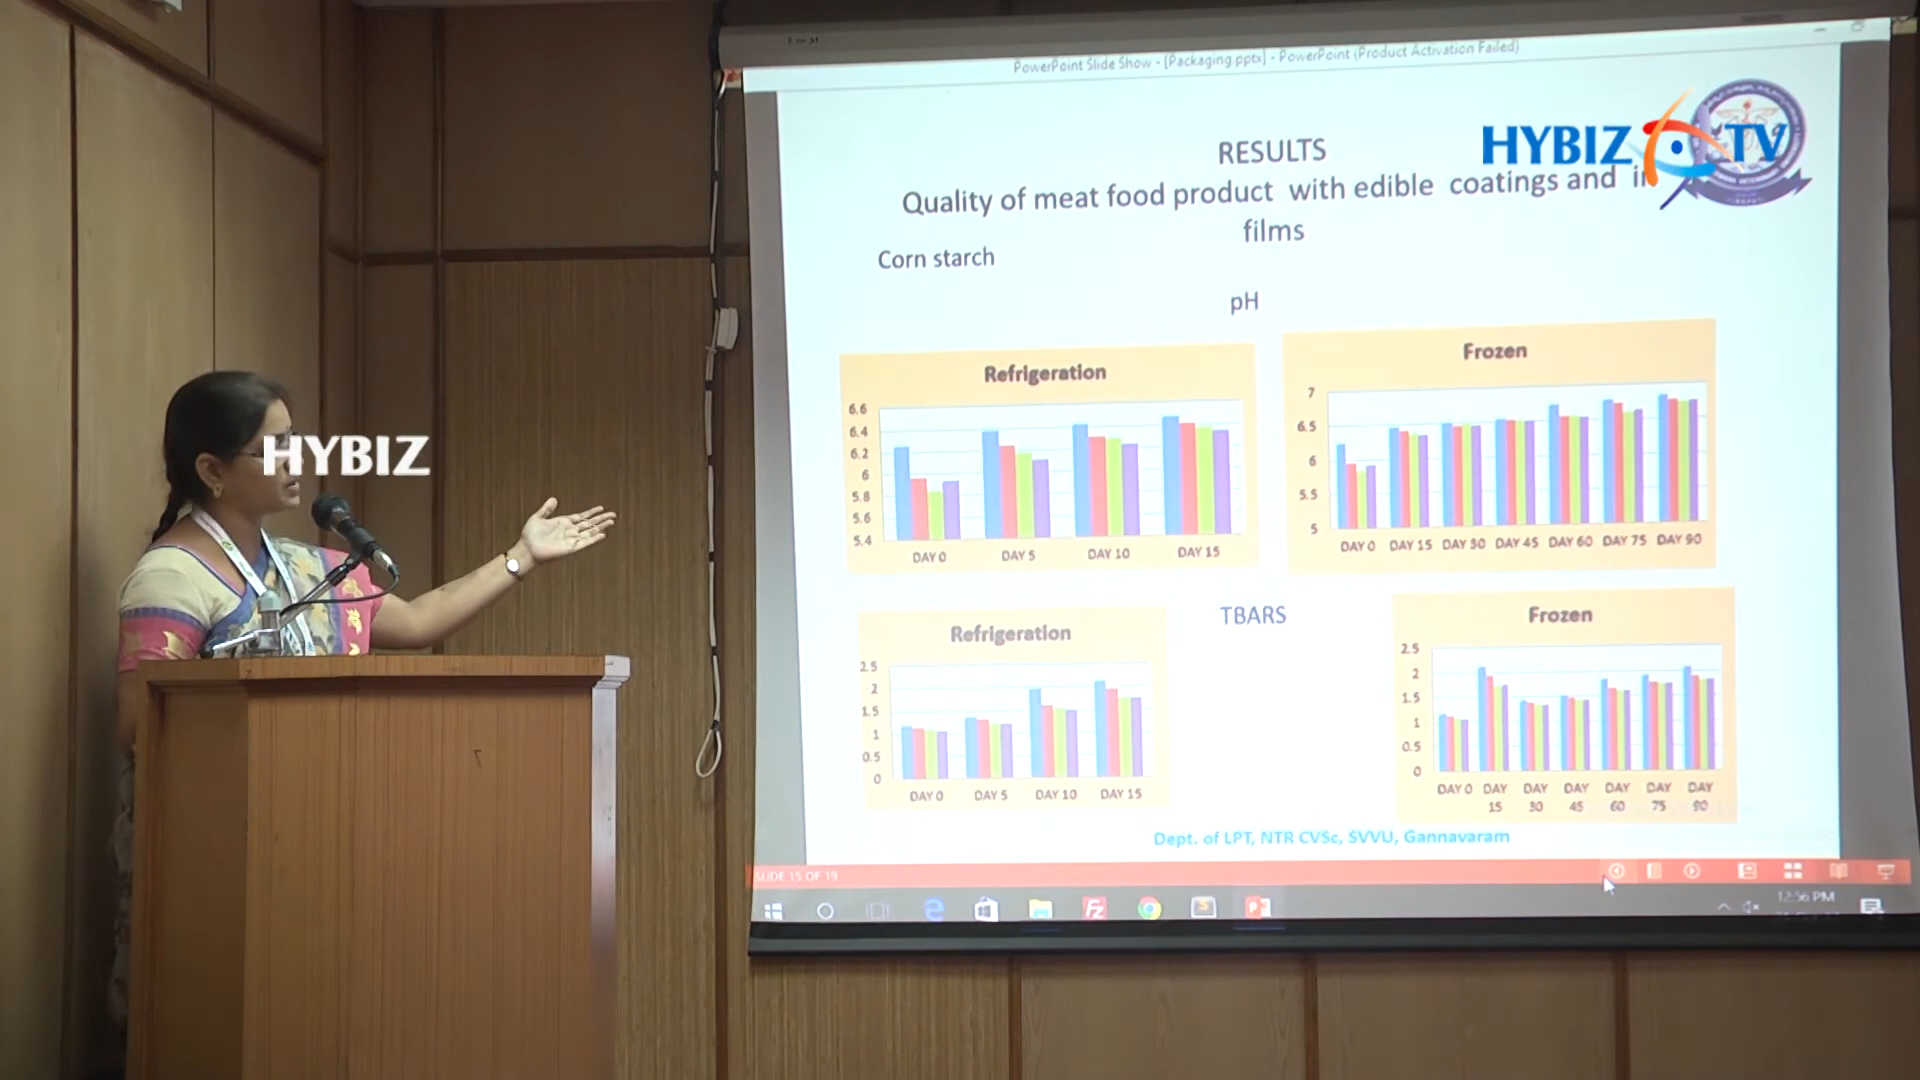 PowerPoint Slide Show - [Packaging.pptx] - PowerPoint (Product Activation Failed)
HYBIZ TV
RESULTS
Quality of meat food product with edible coatings and in
films
Corn starch
pH
Refrigeration
6.6
6.4
6.2
6
5.8
5.6
5.4
DAY 0 DAY 5 DAY 10 DAY 15
Frozen
7
6.5
6
5.5
5
DAY 0 DAY 15 DAY 30 DAY 45 DAY 60 DAY 75 DAY 90
HYBIZ
TBARS
Refrigeration
2.5
2
1.5
1
0.5
0
DAY 0 DAY 5 DAY 10 DAY 15
Frozen
2.5
2
1.5
1
0.5
0
DAY 0 DAY DAY DAY DAY DAY DAY
15 30 45 60 75 90
Dept. of LPT, NTR CVSc, SVVU, Gannavaram
SLIDE 15 OF 19
12:56 PM